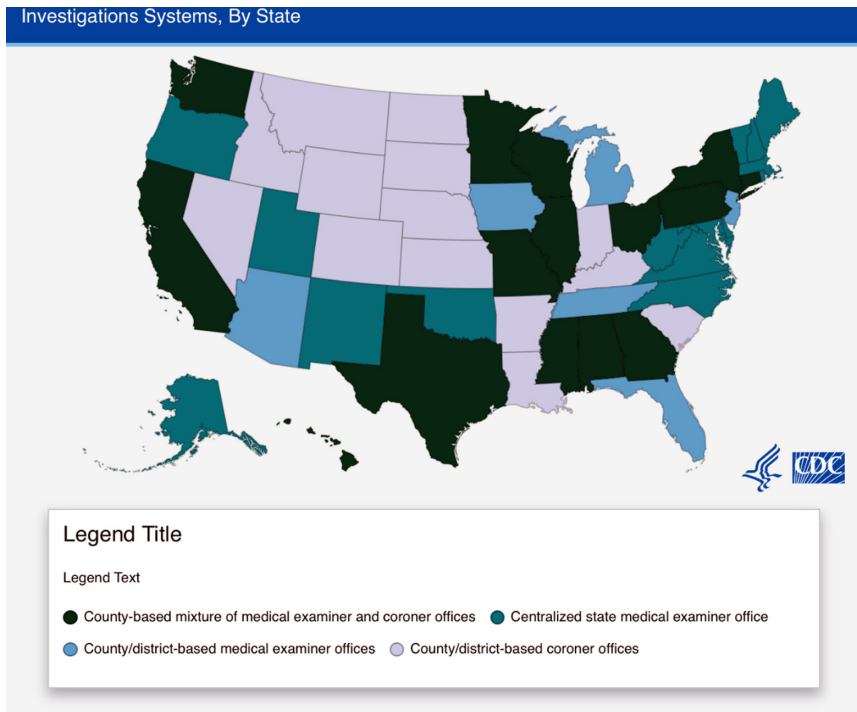 Investigations Systems, By State
CDC
Legend Title
Legend Text
County-based mixture of medical examiner and coroner offices
Centralized state medical examiner office
County/district-based medical examiner offices
County/district-based coroner offices